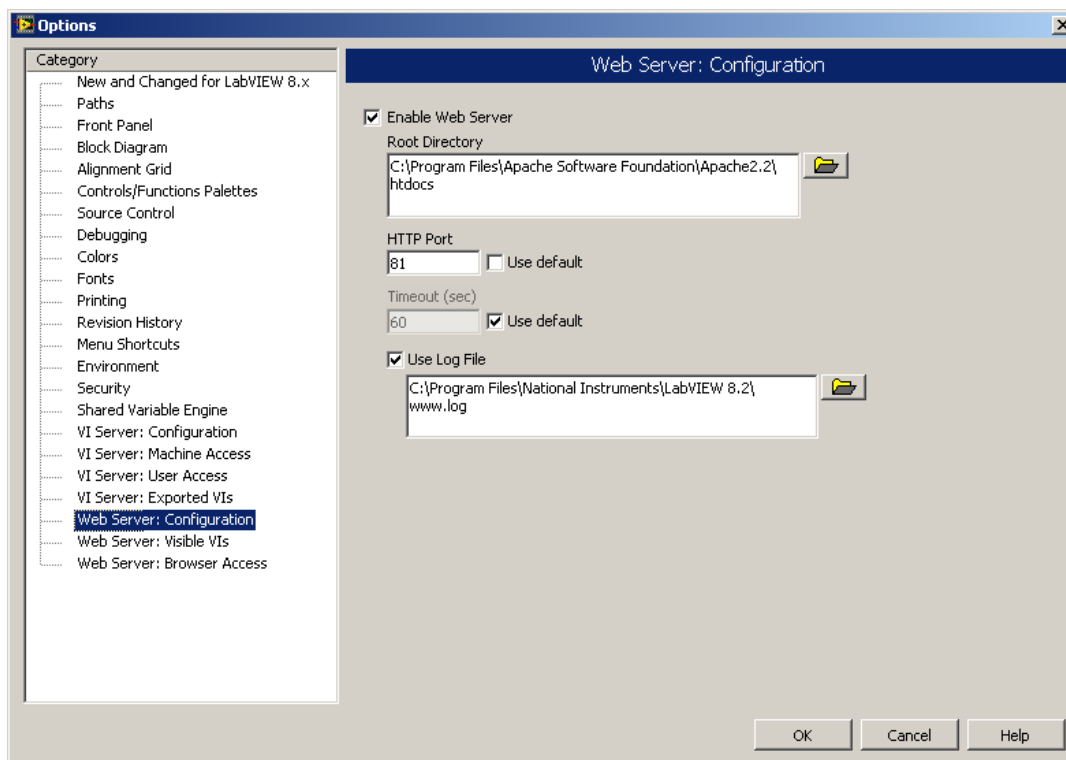 Options
Category
New and Changed for LabVIEW 8.x
Paths
Front Panel
Block Diagram
Alignment Grid
Controls/Functions Palettes
Source Control
Debugging
Colors
Fonts
Printing
Revision History
Menu Shortcuts
Environment
Security
Shared Variable Engine
VI Server: Configuration
VI Server: Machine Access
VI Server: User Access
VI Server: Exported VIs
Web Server: Configuration
Web Server: Visible VIs
Web Server: Browser Access
Web Server: Configuration
Enable Web Server
Root Directory
C:\Program Files\Apache Software Foundation\Apache2.2\
htdocs
HTTP Port
81 Use default
Timeout (sec)
60 Use default
Use Log File
C:\Program Files\National Instruments\LabVIEW 8.2\
www.log
OK Cancel Help